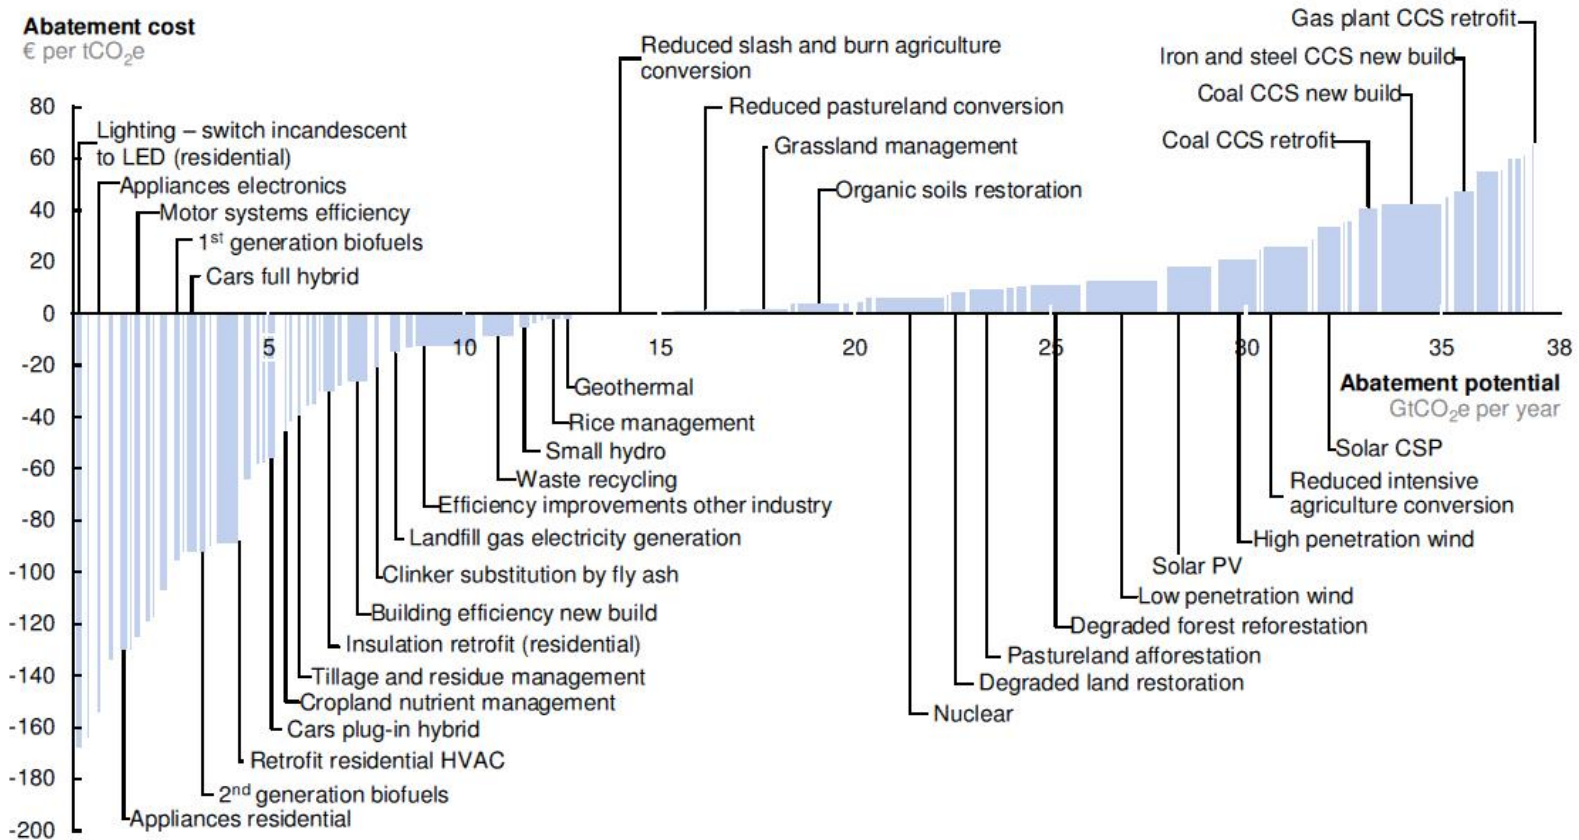 Abatement cost
€ per tCO2e
Gas plant CCS retrofit
Reduced slash and burn agriculture
conversion
Iron and steel CCS new build
Coal CCS new build
80
Reduced pastureland conversion
Lighting – switch incandescent
to LED (residential)
Coal CCS retrofit
Grassland management
60
Appliances electronics
Organic soils restoration
40
Motor systems efficiency
1st generation biofuels
20
Cars full hybrid
0
5
10
15
20
25
30
35
38
-20
Abatement potential
GtCO2e per year
Geothermal
-40
Rice management
Small hydro
Solar CSP
-60
Waste recycling
Reduced intensive
agriculture conversion
Efficiency improvements other industry
-80
Landfill gas electricity generation
High penetration wind
-100
Clinker substitution by fly ash
Solar PV
Low penetration wind
Building efficiency new build
-120
Degraded forest reforestation
Insulation retrofit (residential)
Pastureland afforestation
-140
Tillage and residue management
Degraded land restoration
Cropland nutrient management
-160
Cars plug-in hybrid
Nuclear
Retrofit residential HVAC
-180
2nd generation biofuels
Appliances residential
-200